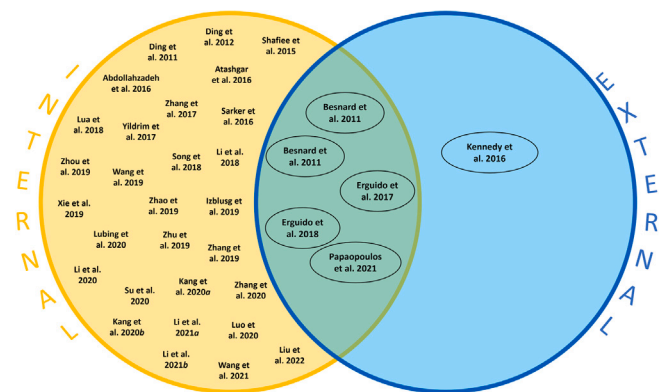 INTERNAL
Ding et
al. 2011
Ding et
al. 2012
Shafiee et
al. 2015
Abdollahzadeh
et al. 2016
Atashgar
et al. 2016
Lua et
al. 2018
Yildrim et
al. 2017
Zhang et
al. 2017
Sarker et
al. 2016
Zhou et
al. 2019
Wang et
al. 2019
Song et
al. 2018
Li et al.
2018
Xie et al.
2019
Zhao et
al. 2019
Izblusg et
al. 2019
Lubing et
al. 2020
Zhu et
al. 2019
Zhang et
al. 2019
Li et al.
2020
Su et al.
2020
Kang et
al. 2020a
Zhang et
al. 2020
Kang et
al. 2020b
Li et al.
2021a
Luo et
al. 2020
Li et al.
2021b
Wang et
al. 2021
Liu et
al. 2022
Besnard et
al. 2011
Besnard et
al. 2011
Erguido et
al. 2017
Erguido et
al. 2018
Papaopoulos
et al. 2021
Kennedy et
al. 2016
EXTERNAL